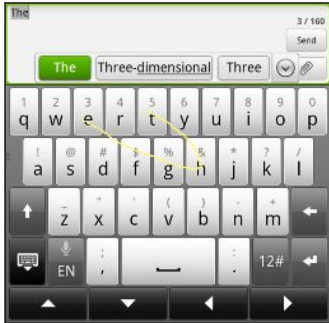 The
3 / 160
Send
The Three-dimensional Three
1 2 3 4 5 6 7 8 9 0
q w e r t y u i o p
! @ # $ % & * ? /
a s d f g h j k l
- ' ( ) - +
z x c v b n m
EN ; , : . 12#